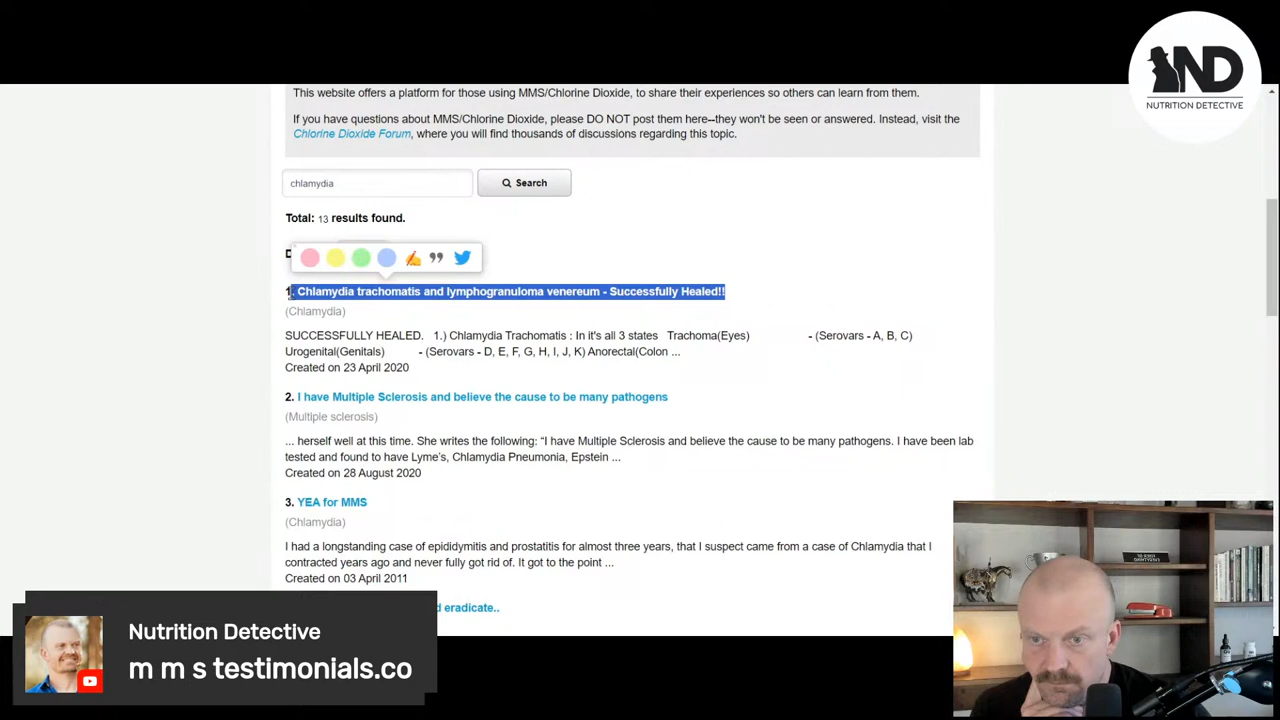 ND
NUTRITION DETECTIVE
This website offers a platform for those using MMS/Chlorine Dioxide, to share their experiences so others can learn from them.
If you have questions about MMS/Chlorine Dioxide, please DO NOT post them here--they won't be seen or answered. Instead, visit the
Chlorine Dioxide Forum, where you will find thousands of discussions regarding this topic.
chlamydia
Search
Total: 13 results found.
1. Chlamydia trachomatis and lymphogranuloma venereum - Successfully Healed!!
(Chlamydia)
SUCCESSFULLY HEALED. 1.) Chlamydia Trachomatis : In it's all 3 states Trachoma(Eyes) - (Serovars - A, B, C)
Urogenital(Genitals) - (Serovars - D, E, F, G, H, I, J, K) Anorectal(Colon ...
Created on 23 April 2020
2. I have Multiple Sclerosis and believe the cause to be many pathogens
(Multiple sclerosis)
... herself well at this time. She writes the following: “I have Multiple Sclerosis and believe the cause to be many pathogens. I have been lab
tested and found to have Lyme's, Chlamydia Pneumonia, Epstein ...
Created on 28 August 2020
3. YEA for MMS
(Chlamydia)
I had a longstanding case of epididymitis and prostatitis for almost three years, that I suspect came from a case of Chlamydia that I
contracted years ago and never fully got rid of. It got to the point ...
Created on 03 April 2011
d eradicate..
Nutrition Detective
m m s testimonials.co